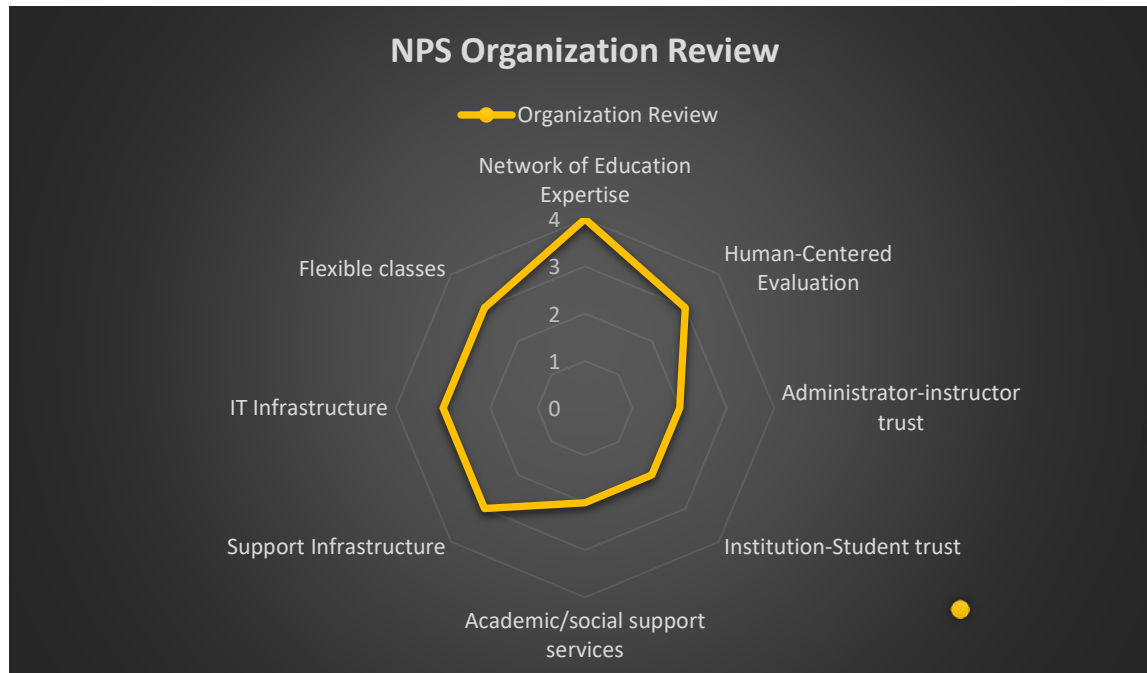 NPS Organization Review
Organization Review
Network of Education
Expertise
Human-Centered
Evaluation
Administrator-instructor
trust
Institution-Student trust
Academic/social support
services
Support Infrastructure
IT Infrastructure
Flexible classes
4
3
2
1
0